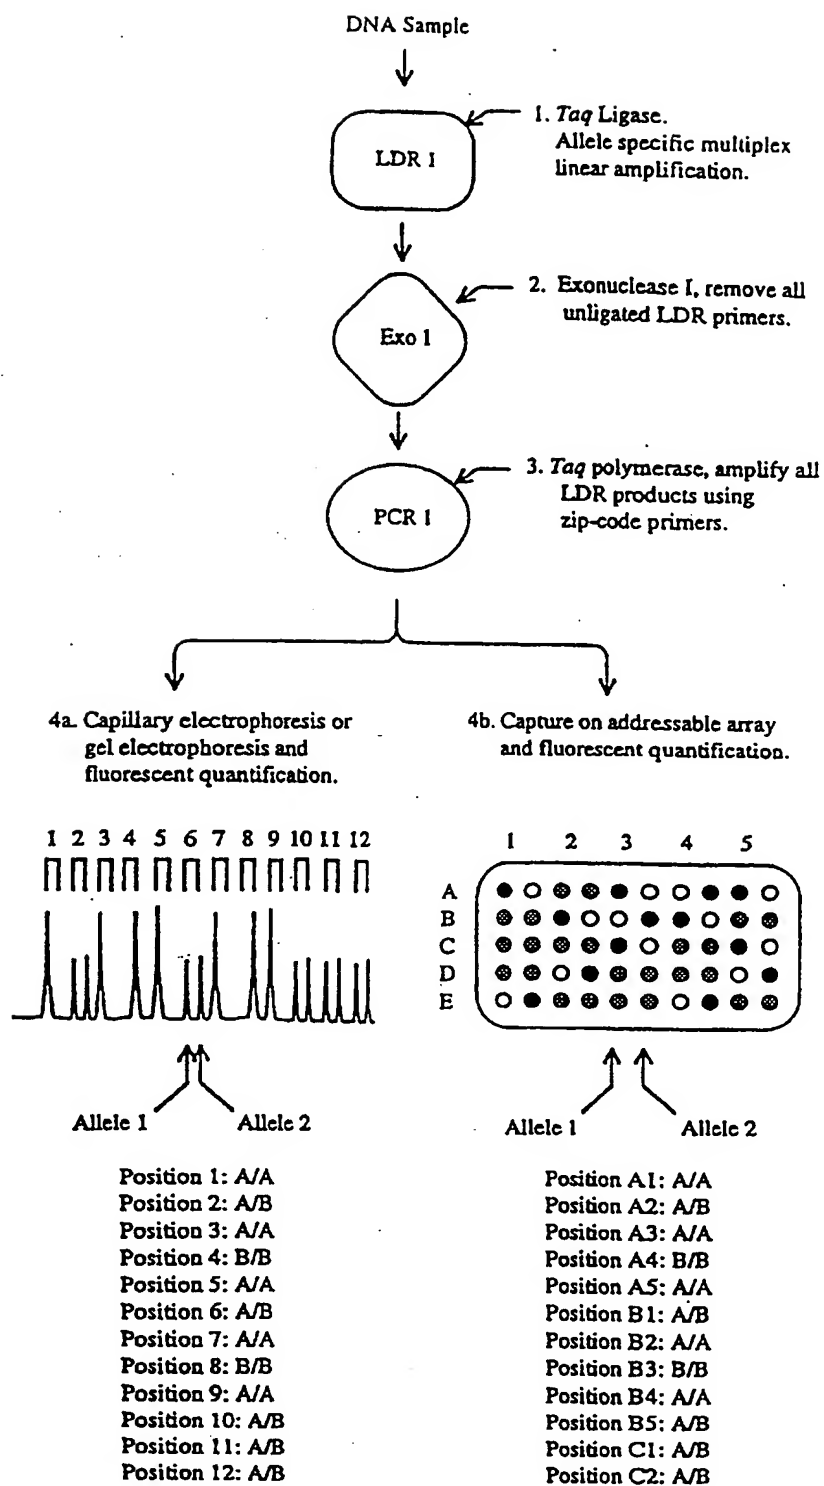 DNA Sample
LDR 1
1. Taq Ligase.
Allele specific multiplex
linear amplification.
Exo 1
2. Exonuclease I, remove all
unligated LDR primers.
PCR 1
3. Taq polymerase, amplify all
LDR products using
zip-code primers.
4a. Capillary electrophoresis or
gel electrophoresis and
fluorescent quantification.
1 2 3 4 5 6 7 8 9 10 11 12
Allele 1
Allele 2
Position 1: A/A
Position 2: A/B
Position 3: A/A
Position 4: B/B
Position 5: A/A
Position 6: A/B
Position 7: A/A
Position 8: B/B
Position 9: A/A
Position 10: A/B
Position 11: A/B
Position 12: A/B
4b. Capture on addressable array
and fluorescent quantification.
1 2 3 4 5
A
B
C
D
E
Allele 1
Allele 2
Position A1: A/A
Position A2: A/B
Position A3: A/A
Position A4: B/B
Position A5: A/A
Position B1: A/B
Position B2: A/A
Position B3: B/B
Position B4: A/A
Position B5: A/B
Position C1: A/B
Position C2: A/B